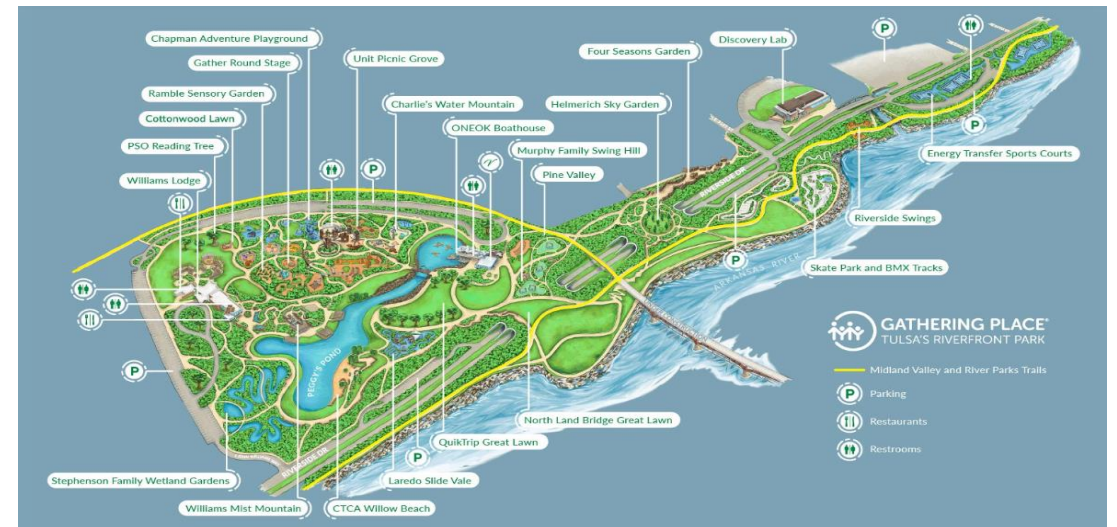 Chapman Adventure Playground
Gather Round Stage
Unit Picnic Grove
Four Seasons Garden
Discovery Lab
P
Ramble Sensory Garden
Charlie's Water Mountain
Helmerich Sky Garden
Cottonwood Lawn
ONEOK Boathouse
PSO Reading Tree
Murphy Family Swing Hill
P
Energy Transfer Sports Courts
P
Williams Lodge
Pine Valley
RIVERSIDE DR
Riverside Swings
P
Skate Park and BMX Tracks
ARKANSAS RIVER
GATHERING PLACE®
TULSA'S RIVERFRONT PARK
PEGGY'S POND
P
Midland Valley and River Parks Trails
P Parking
Restaurants
North Land Bridge Great Lawn
QuikTrip Great Lawn
Restrooms
P
RIVERSIDE DR
Stephenson Family Wetland Gardens
Laredo Slide Vale
Williams Mist Mountain
CTCA Willow Beach